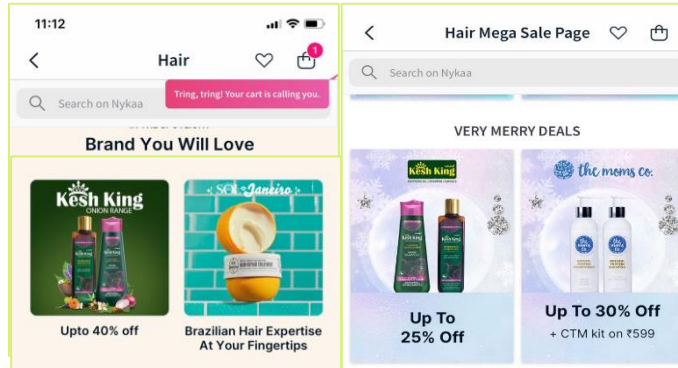 11:12
Hair
1
Search on Nykaa
Tring, tring! Your cart is calling you.
Brand You Will Love
Kesh King
ONION RANGE
Upto 40% off
SOL de Janeiro
Brazilian Hair Expertise
At Your Fingertips
Hair Mega Sale Page
Search on Nykaa
VERY MERRY DEALS
Kesh King
Up To
25% Off
the moms co.
Up To 30% Off
+ CTM kit on ₹599